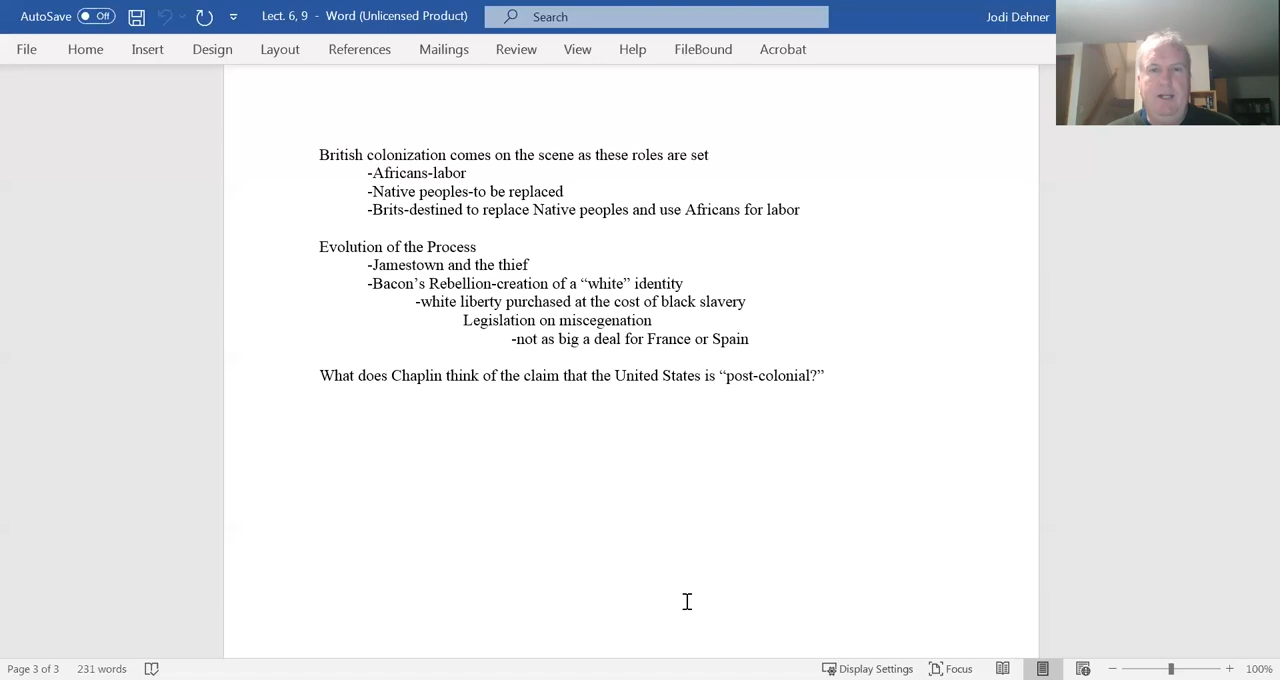 AutoSave Off Lect. 6, 9 - Word (Unlicensed Product) Search Jodi Dehner
File Home Insert Design Layout References Mailings Review View Help FileBound Acrobat
British colonization comes on the scene as these roles are set
-Africans-labor
-Native peoples-to be replaced
-Brits-destined to replace Native peoples and use Africans for labor
Evolution of the Process
-Jamestown and the thief
-Bacon’s Rebellion-creation of a “white” identity
-white liberty purchased at the cost of black slavery
Legislation on miscegenation
-not as big a deal for France or Spain
What does Chaplin think of the claim that the United States is “post-colonial?”
Page 3 of 3 231 words Display Settings Focus 100%